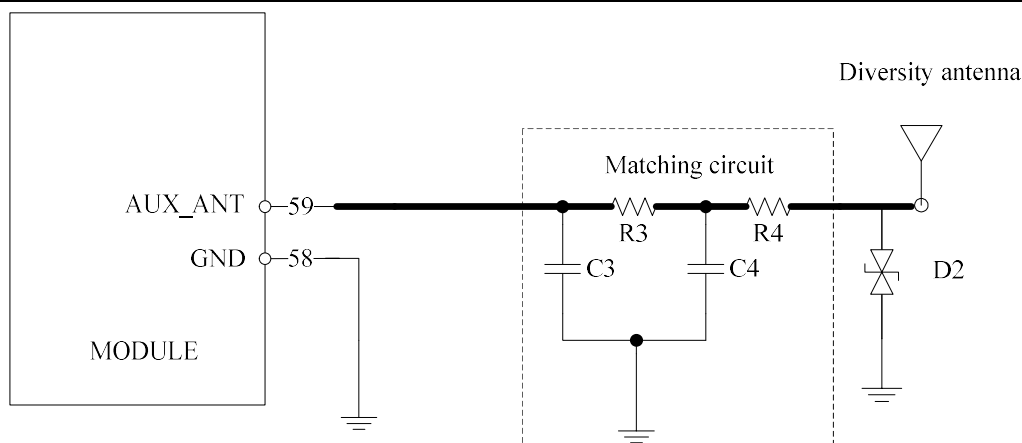 Diversity antenna
Matching circuit
AUX_ANT
59
R3
R4
GND
58
C3
C4
D2
MODULE